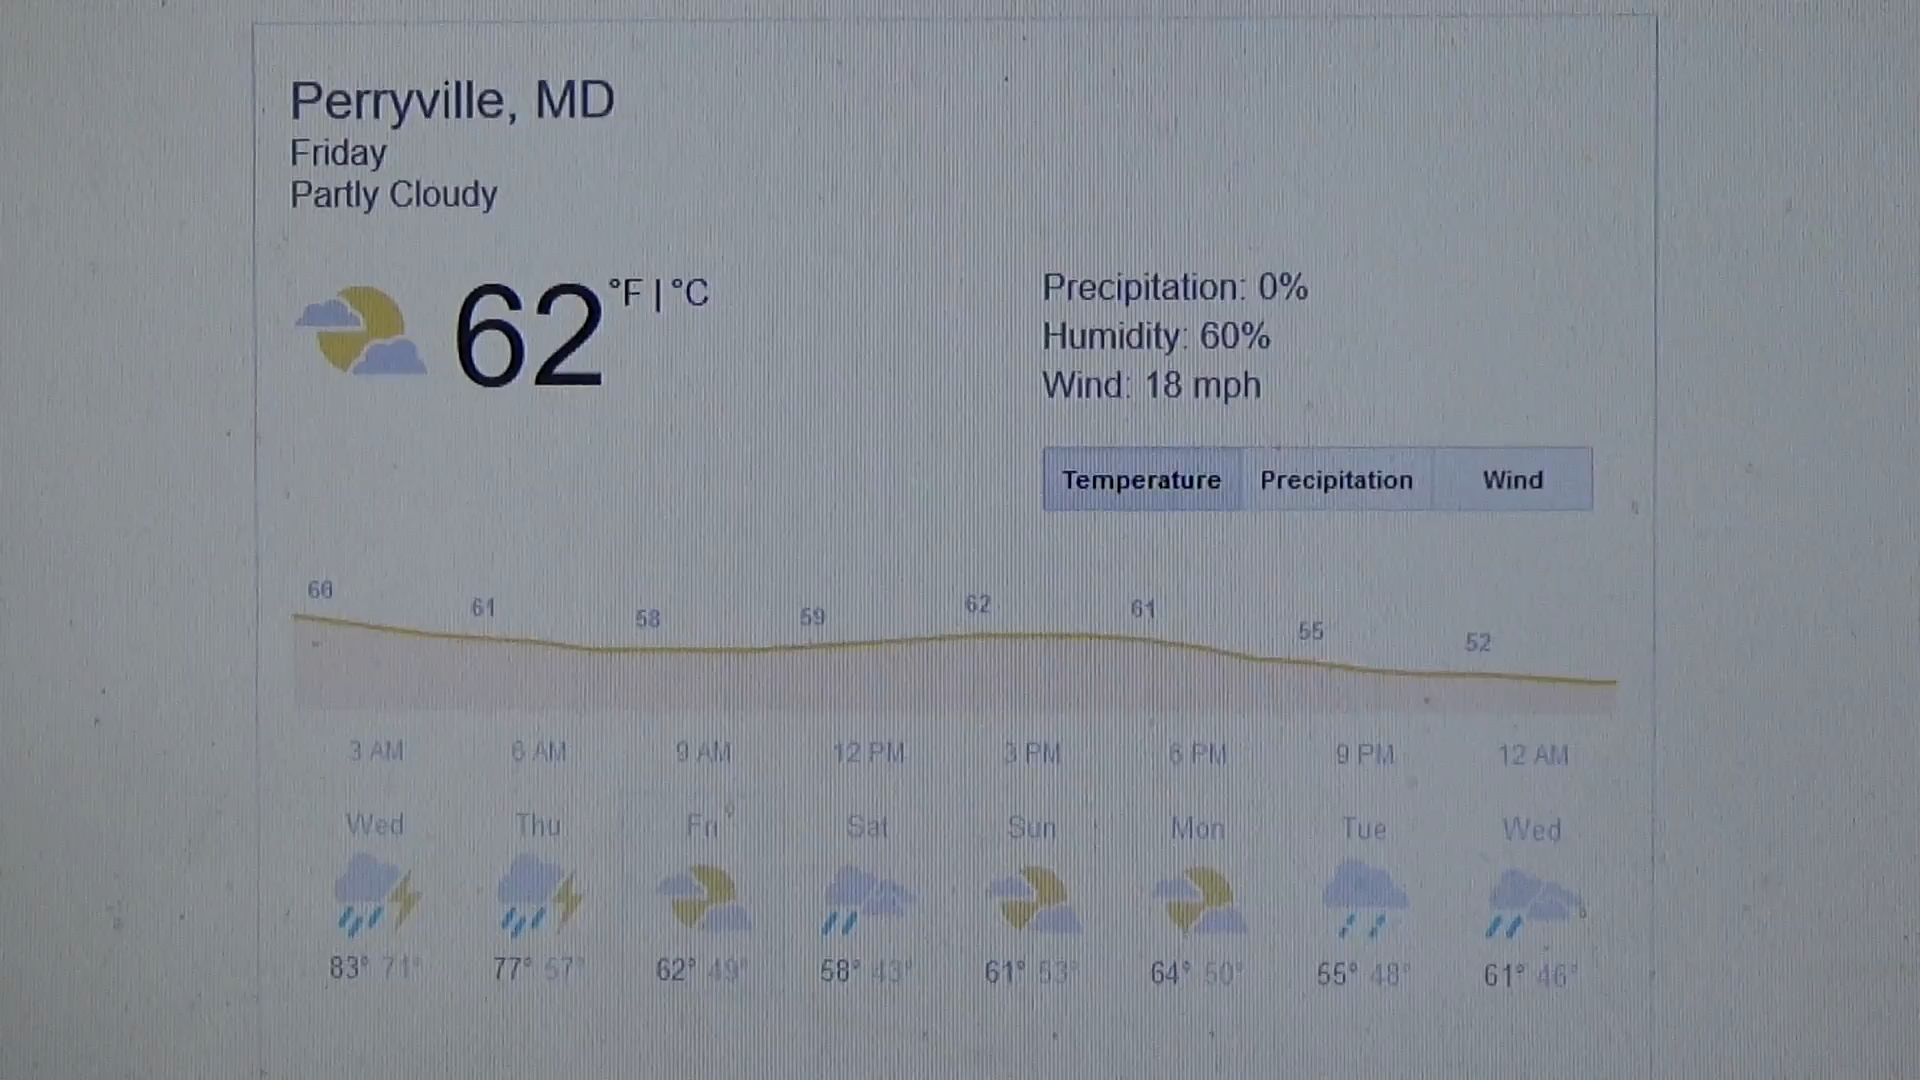 Perryville, MD
Friday
Partly Cloudy
62 °F | °C
Precipitation: 0%
Humidity: 60%
Wind: 18 mph
Temperature Precipitation Wind
66 61 58 59 62 61 55 52
3 AM 6 AM 9 AM 12 PM 3 PM 6 PM 9 PM 12 AM
Wed Thu Fri Sat Sun Mon Tue Wed
83° 71° 77° 57° 62° 49° 58° 43° 61° 53° 64° 50° 55° 48° 61° 46°